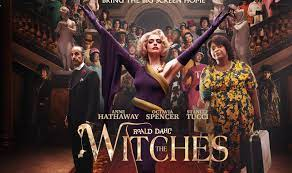 BRING THE BIG SCREEN HOME
ANNE OCTAVIA STANLEY
HATHAWAY SPENCER TUCCI
ROALD DAHL'S
THE
WITCHES